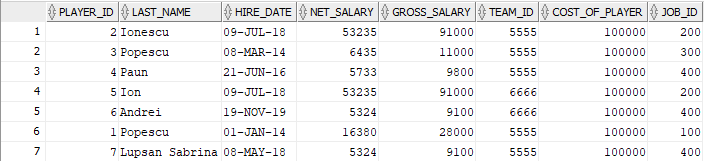 PLAYER_ID LAST_NAME HIRE_DATE NET_SALARY GROSS_SALARY TEAM_ID COST_OF_PLAYER JOB_ID
1 2 Ionescu 09-JUL-18 53235 91000 5555 100000 200
2 3 Popescu 08-MAR-14 6435 11000 5555 100000 300
3 4 Paun 21-JUN-16 5733 9800 5555 100000 400
4 5 Ion 09-JUL-18 53235 91000 6666 100000 200
5 6 Andrei 19-NOV-19 5324 9100 6666 100000 400
6 1 Popescu 01-JAN-14 16380 28000 5555 100000 100
7 7 Lupsan Sabrina 08-MAY-18 5324 9100 5555 100000 400